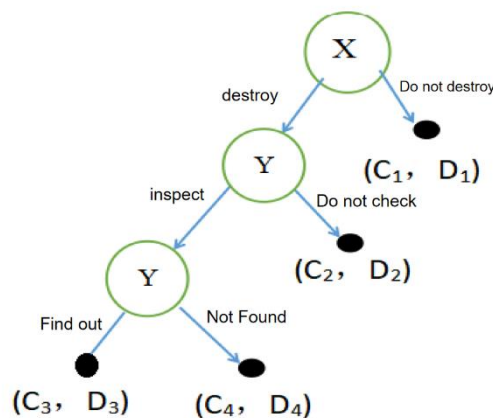 X
destroy
Do not destroy
Y
(C₁, D₁)
inspect
Do not check
Y
(C₂, D₂)
Find out
Not Found
(C₃, D₃)
(C₄, D₄)